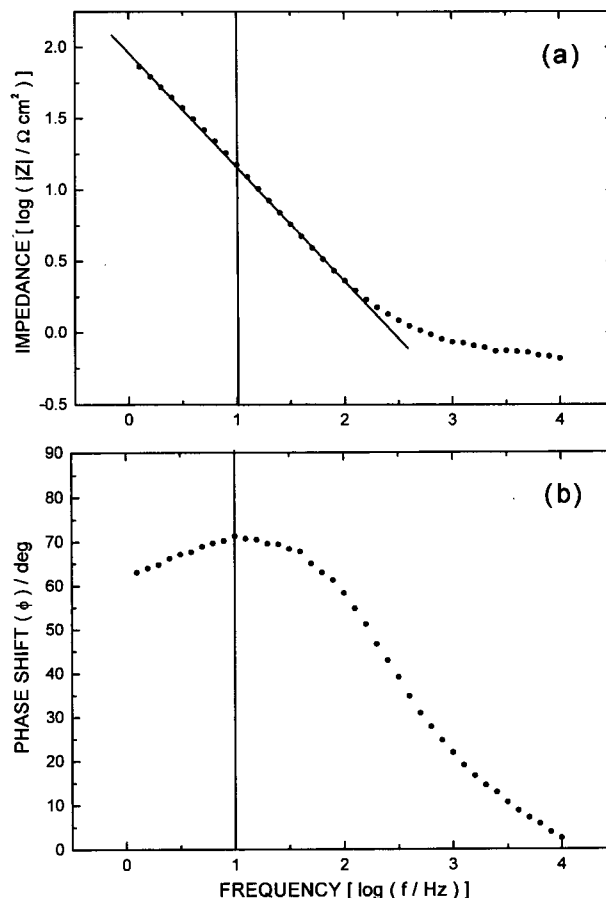 (a)
IMPEDANCE [ log ( |Z| / Ω cm² ) ]
2.0
1.5
1.0
0.5
0.0
-0.5
0 1 2 3 4
(b)
PHASE SHIFT ( ϕ ) / deg
90
80
70
60
50
40
30
20
10
0
0 1 2 3 4
FREQUENCY [ log ( f / Hz ) ]